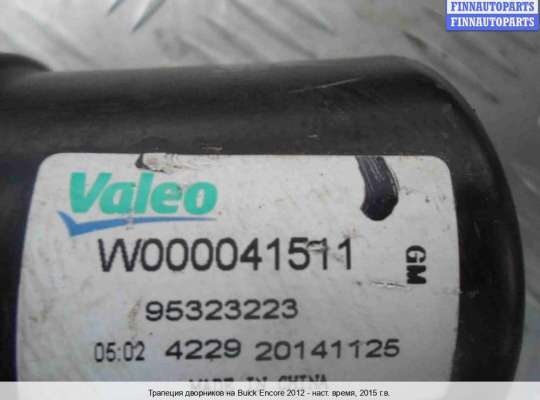 FINNAUTOPARTS
FINNAUTOPARTS
Valeo
W000041511
GM
95323223
05:02 4229 20141125
MADE IN CHINA
Трапеция дворников на Buick Encore 2012 - наст. время, 2015 г.в.